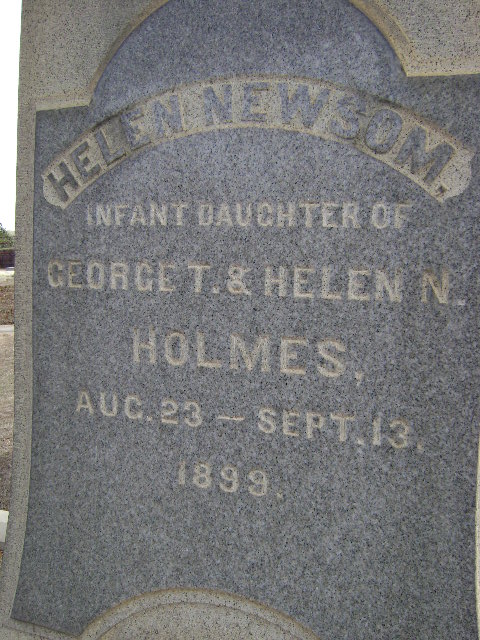 HELEN NEWSOM.
INFANT DAUGHTER OF
GEORGE T. & HELEN N.
HOLMES,
AUG. 23 – SEPT. 13.
1899.